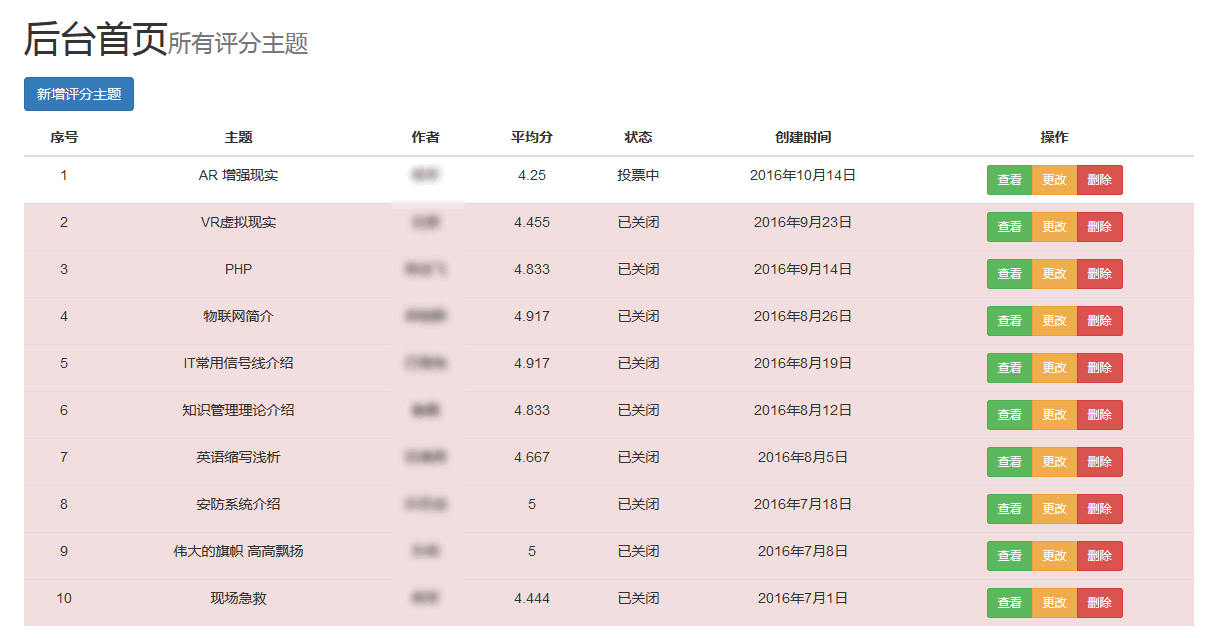 后台首页所有评分主题
新增评分主题
序号 主题 作者 平均分 状态 创建时间 操作
1 AR 增强现实 4.25 投票中 2016年10月14日 查看 更改 删除
2 VR虚拟现实 4.455 已关闭 2016年9月23日 查看 更改 删除
3 PHP 4.833 已关闭 2016年9月14日 查看 更改 删除
4 物联网简介 4.917 已关闭 2016年8月26日 查看 更改 删除
5 IT常用信号线介绍 4.917 已关闭 2016年8月19日 查看 更改 删除
6 知识管理理论介绍 4.833 已关闭 2016年8月12日 查看 更改 删除
7 英语缩写浅析 4.667 已关闭 2016年8月5日 查看 更改 删除
8 安防系统介绍 5 已关闭 2016年7月18日 查看 更改 删除
9 伟大的旗帜 高高飘扬 5 已关闭 2016年7月8日 查看 更改 删除
10 现场急救 4.444 已关闭 2016年7月1日 查看 更改 删除